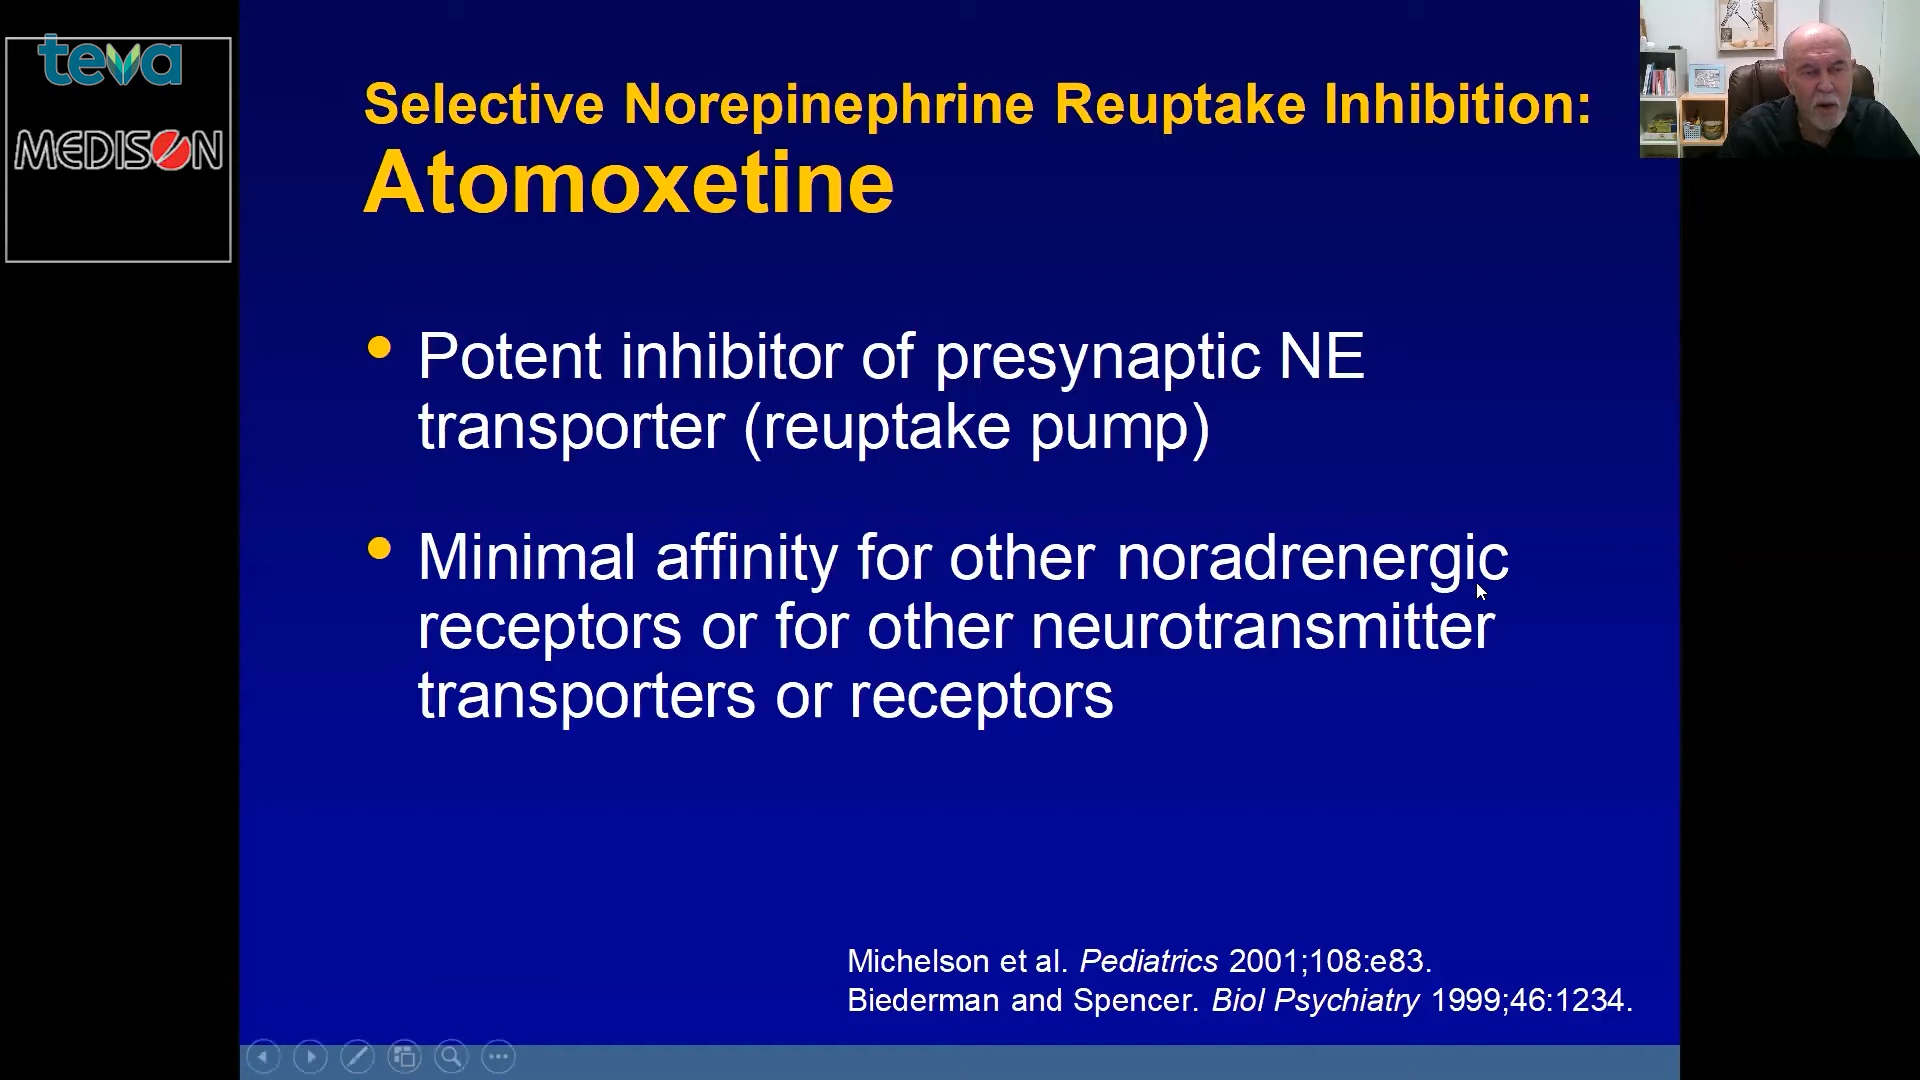 teva
MEDISON
Selective Norepinephrine Reuptake Inhibition:
Atomoxetine
• Potent inhibitor of presynaptic NE
transporter (reuptake pump)
• Minimal affinity for other noradrenergic
receptors or for other neurotransmitter
transporters or receptors
Michelson et al. Pediatrics 2001;108:e83.
Biederman and Spencer. Biol Psychiatry 1999;46:1234.